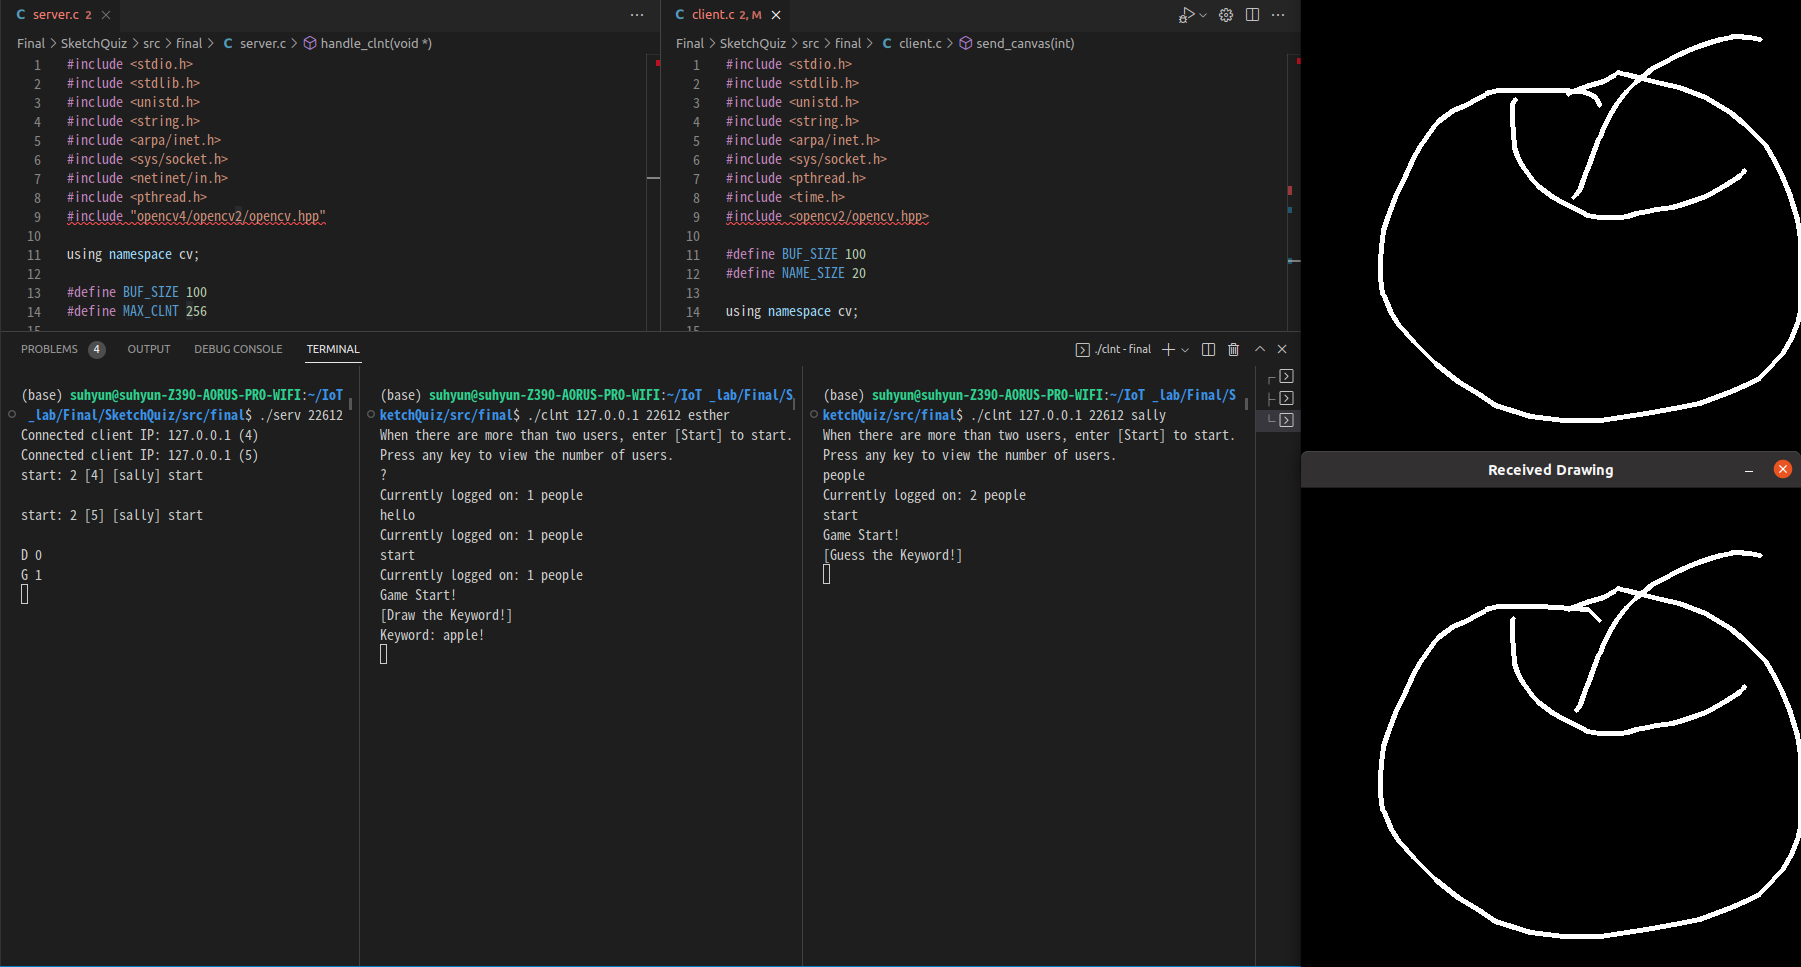 server.c 2
Final > SketchQuiz > src > final > C server.c > handle_clnt(void *)
1 #include <stdio.h>
2 #include <stdlib.h>
3 #include <unistd.h>
4 #include <string.h>
5 #include <arpa/inet.h>
6 #include <sys/socket.h>
7 #include <netinet/in.h>
8 #include <pthread.h>
9 #include "opencv4/opencv2/opencv.hpp"
10
11 using namespace cv;
12
13 #define BUF_SIZE 100
14 #define MAX_CLNT 256
15
C client.c 2, M
Final > SketchQuiz > src > final > C client.c > send_canvas(int)
1 #include <stdio.h>
2 #include <stdlib.h>
3 #include <unistd.h>
4 #include <string.h>
5 #include <arpa/inet.h>
6 #include <sys/socket.h>
7 #include <pthread.h>
8 #include <time.h>
9 #include <opencv2/opencv.hpp>
10
11 #define BUF_SIZE 100
12 #define NAME_SIZE 20
13
14 using namespace cv;
15
PROBLEMS 4 OUTPUT DEBUG CONSOLE TERMINAL
./clnt - final
(base) suhyun@suhyun-Z390-AORUS-PRO-WIFI:~/IoT
_lab/Final/SketchQuiz/src/final$ ./serv 22612
Connected client IP: 127.0.0.1 (4)
Connected client IP: 127.0.0.1 (5)
start: 2 [4] [sally] start
start: 2 [5] [sally] start
D 0
G 1
(base) suhyun@suhyun-Z390-AORUS-PRO-WIFI:~/IoT _lab/Final/S
ketchQuiz/src/final$ ./clnt 127.0.0.1 22612 esther
When there are more than two users, enter [Start] to start.
Press any key to view the number of users.
?
Currently logged on: 1 people
hello
Currently logged on: 1 people
start
Currently logged on: 1 people
Game Start!
[Draw the Keyword!]
Keyword: apple!
(base) suhyun@suhyun-Z390-AORUS-PRO-WIFI:~/IoT _lab/Final/S
ketchQuiz/src/final$ ./clnt 127.0.0.1 22612 sally
When there are more than two users, enter [Start] to start.
Press any key to view the number of users.
people
Currently logged on: 2 people
start
Game Start!
[Guess the Keyword!]
Received Drawing